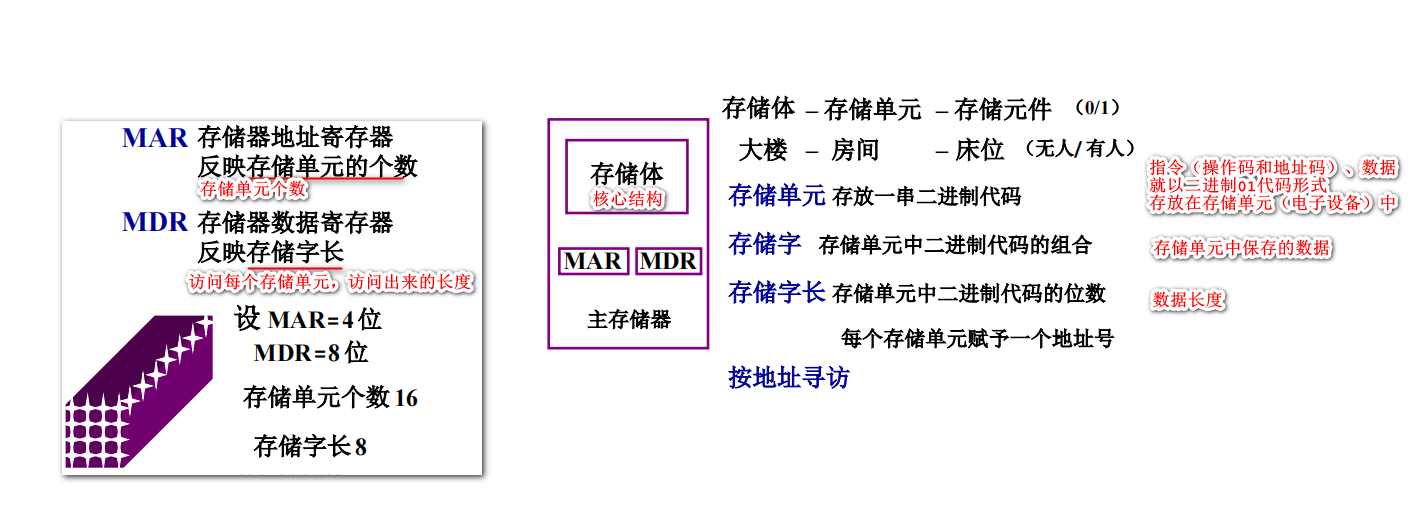 MAR 存储器地址寄存器
反映存储单元的个数
存储单元个数
MDR 存储器数据寄存器
反映存储字长
访问每个存储单元，访问出来的长度
设 MAR=4 位
MDR=8 位
存储单元个数 16
存储字长 8
存储体
核心结构
MAR MDR
主存储器
存储体 – 存储单元 – 存储元件 （0/1）
大楼 – 房间 – 床位 （无人/ 有人）
存储单元 存放一串二进制代码
指令（操作码和地址码）、数据
就以二进制01代码形式
存放在存储单元（电子设备）中
存储字 存储单元中二进制代码的组合
存储单元中保存的数据
存储字长 存储单元中二进制代码的位数
数据长度
每个存储单元赋予一个地址号
按地址寻访